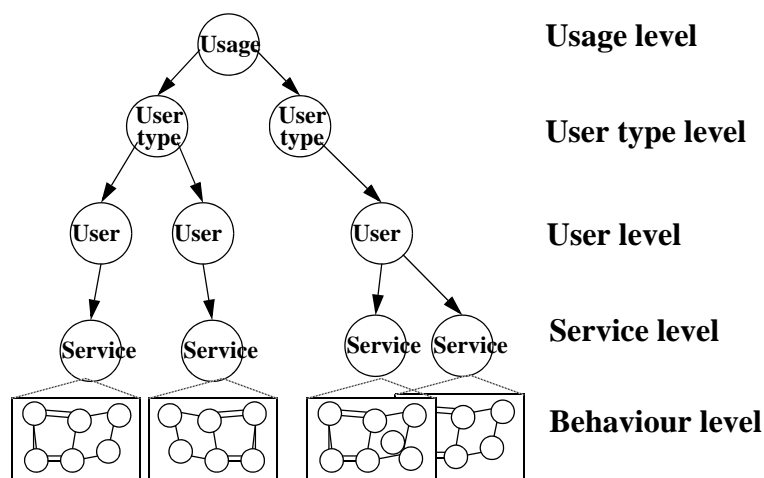 Usage
Usage level
User
type
User
type
User type level
User
User
User
User level
Service
Service
Service
Service
Service level
Behaviour level